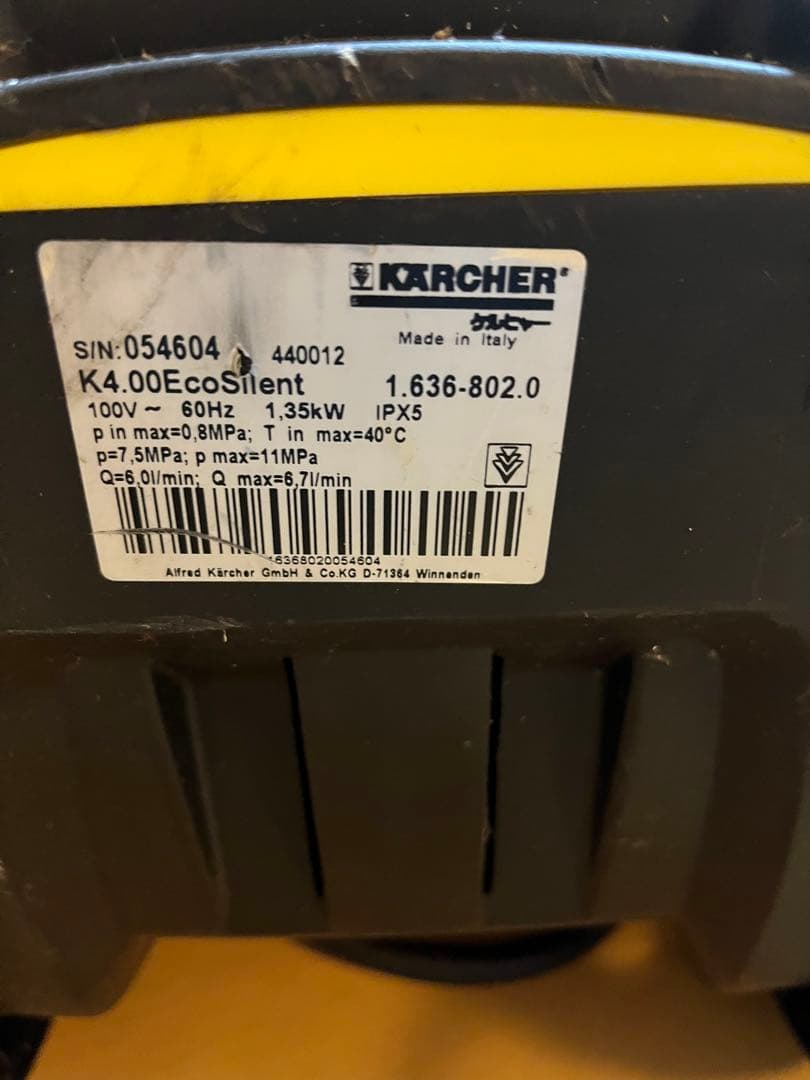 KÄRCHER®
ケルヒャー
Made in Italy
S/N:054604 440012
K4.00EcoSilent 1.636-802.0
100V ~ 60Hz 1,35kW IPX5
p in max=0,8MPa; T in max=40°C
p=7,5MPa; p max=11MPa
Q=6,0l/min; Q max=6,7l/min
16368020054604
Alfred Kärcher GmbH & Co.KG D-71364 Winnenden